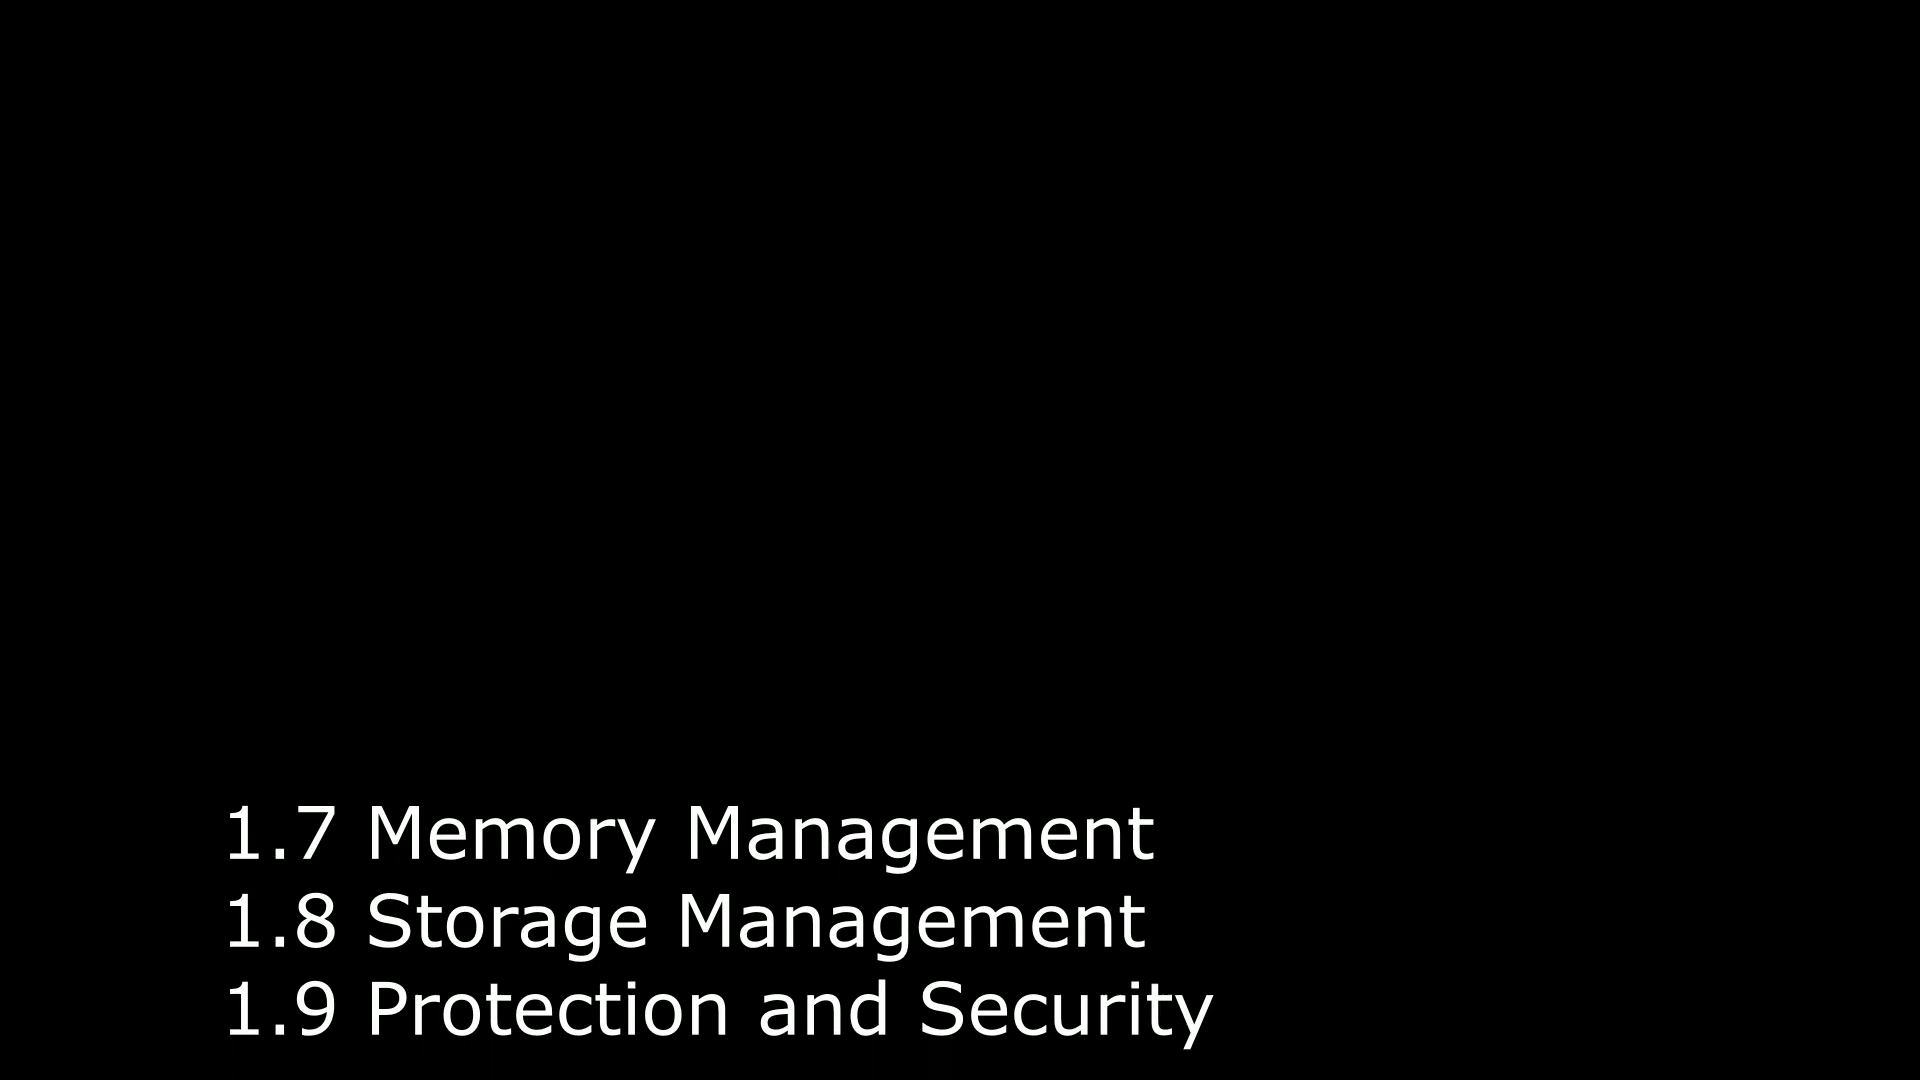 1.7 Memory Management
1.8 Storage Management
1.9 Protection and Security